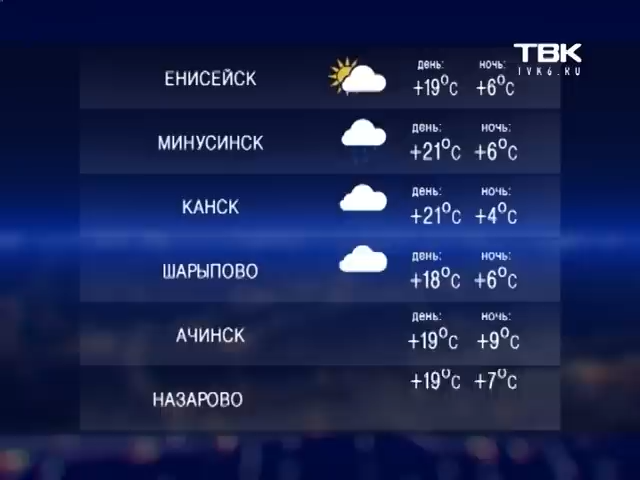 ТВК
TVK6.RU
ЕНИСЕЙСК день: +19°C ночь: +6°C
МИНУСИНСК день: +21°C ночь: +6°C
КАНСК день: +21°C ночь: +4°C
ШАРЫПОВО день: +18°C ночь: +6°C
АЧИНСК день: +19°C ночь: +9°C
НАЗАРОВО +19°C +7°C